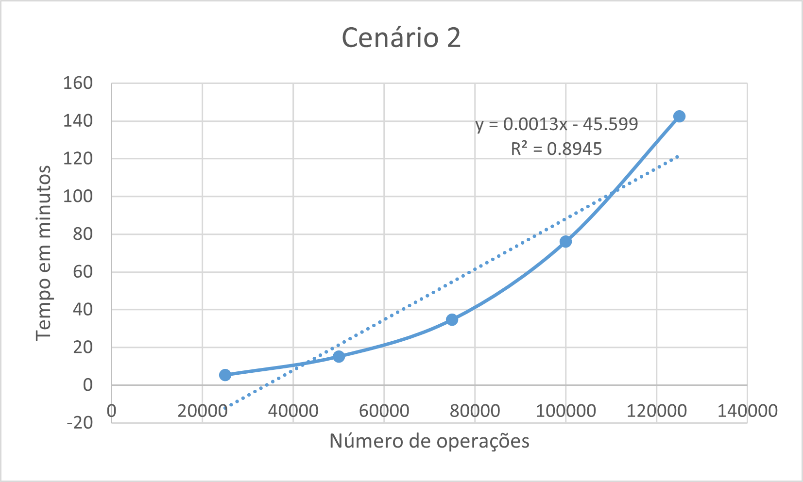 Cenário 2
160
140
120
100
80
60
40
20
0
-20
y = 0.0013x - 45.599
R² = 0.8945
0 20000 40000 60000 80000 100000 120000 140000
Tempo em minutos
Número de operações